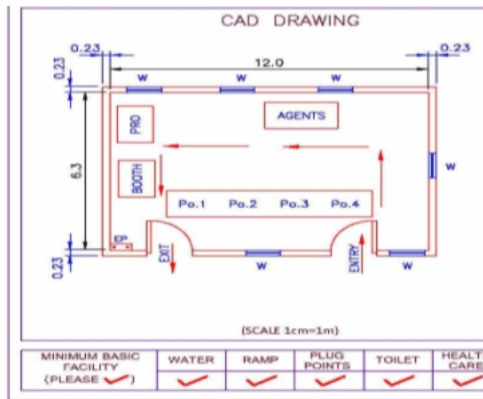 CAD DRAWING
0.23
12.0
0.23
0.23
W
W
W
PRO
AGENTS
6.3
BOOTH
W
Po.1 Po.2 Po.3 Po.4
EP
EXIT
ENTRY
0.23
W
W
(SCALE 1cm=1m)
MINIMUM BASIC
FACILITY
(PLEASE ✓)
WATER
RAMP
PLUG
POINTS
TOILET
HEALT
CARE